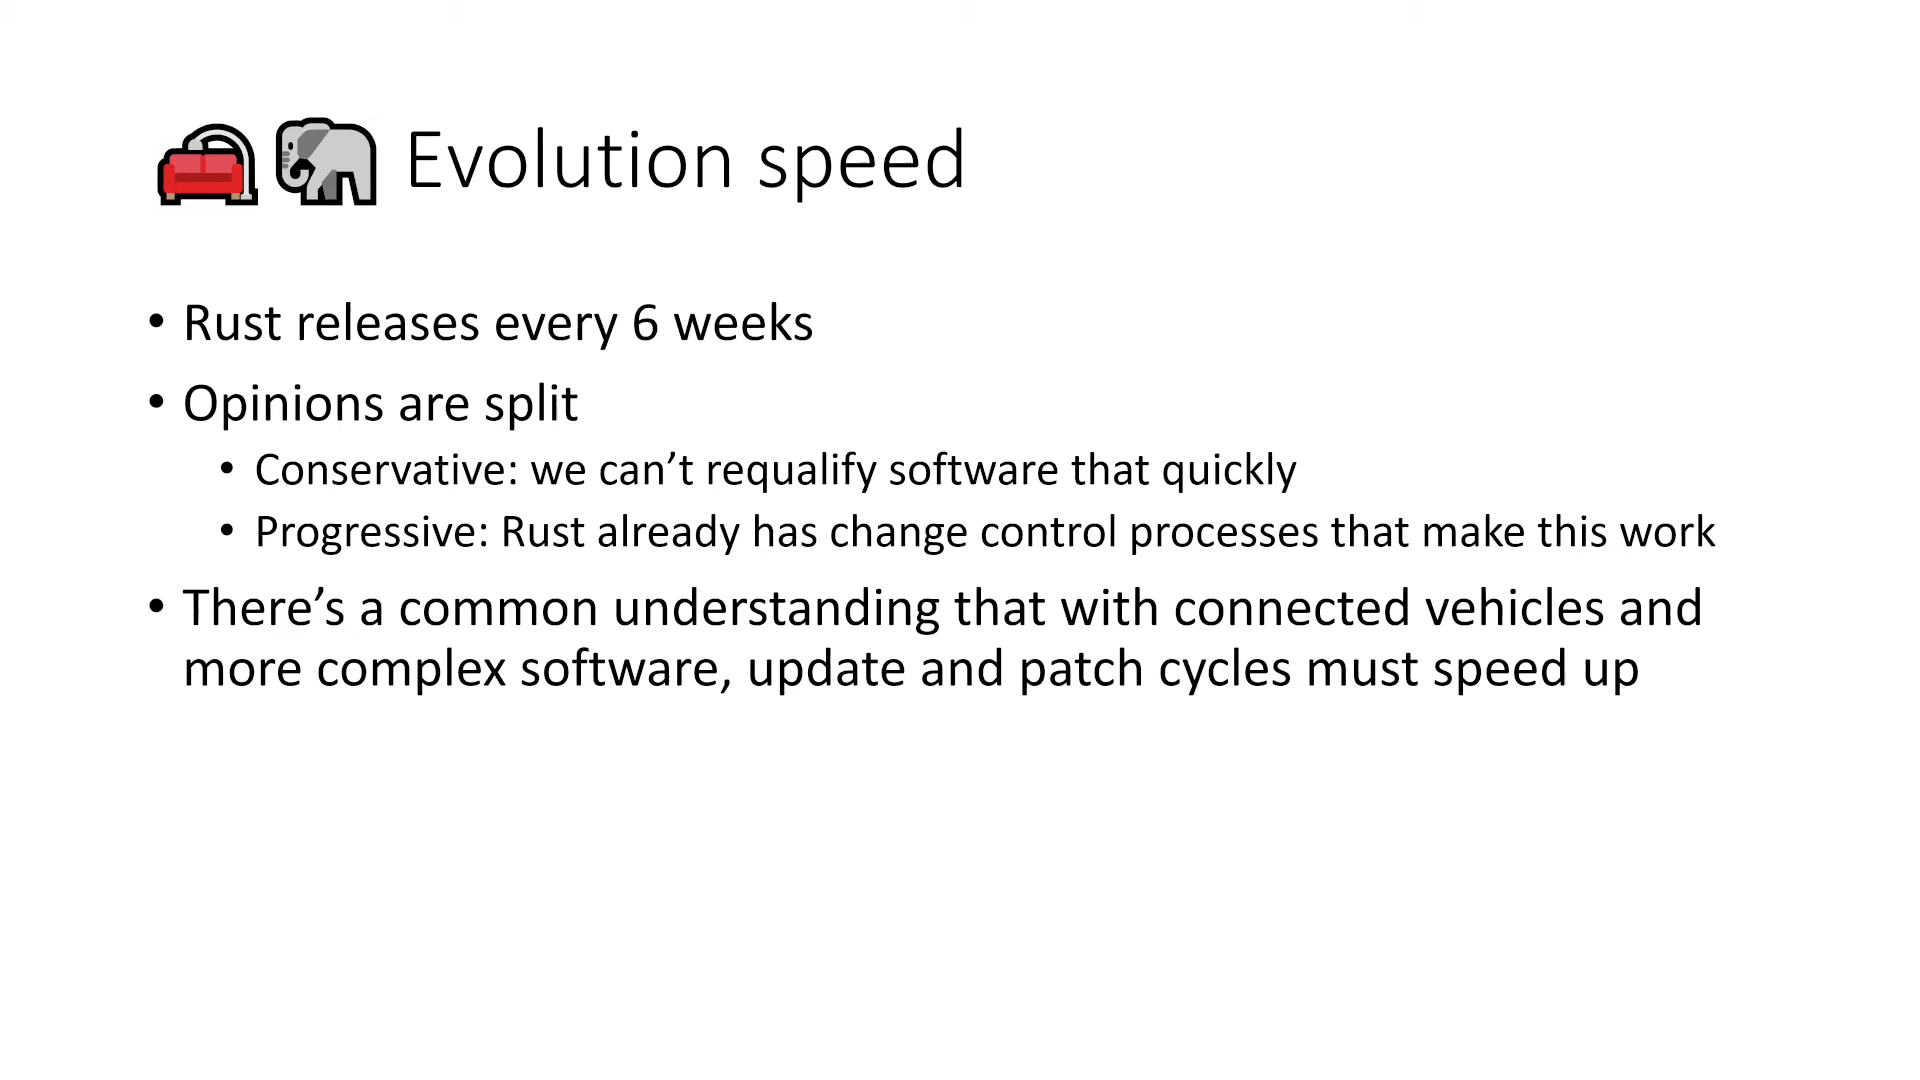 Evolution speed
• Rust releases every 6 weeks
• Opinions are split
• Conservative: we can’t requalify software that quickly
• Progressive: Rust already has change control processes that make this work
• There’s a common understanding that with connected vehicles and
more complex software, update and patch cycles must speed up